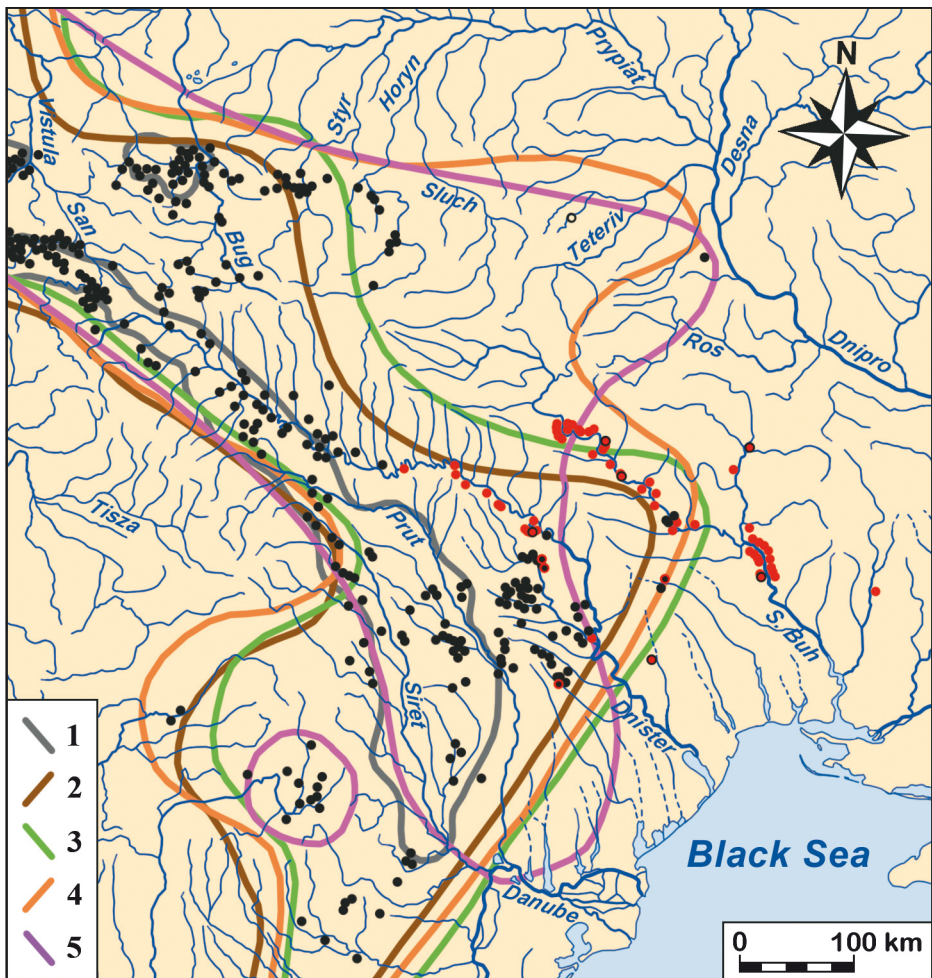 N
Prypiat
Horyn
Styr
Desna
Vistula
Sluch
San
Bug
Teteriv
Ros
Dnipro
Tisza
Prut
S. Buh
Siret
Dnister
1
2
3
4
5
Black Sea
Danube
0 100 km